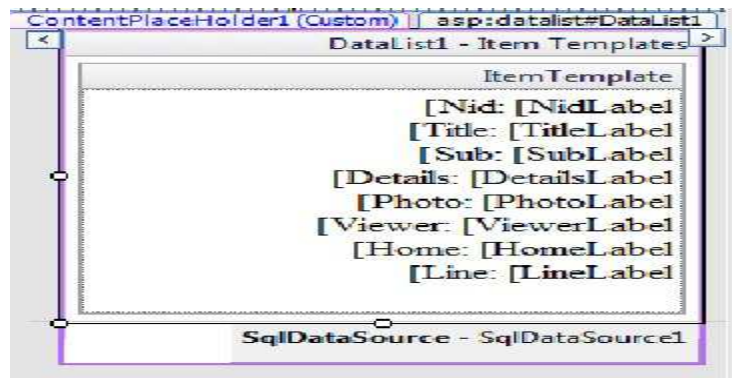 ContentPlaceHolder1 (Custom) asp:datalist#DataList1
< >
DataList1 - Item Templates
ItemTemplate
[Nid: [NidLabel
[Title: [TitleLabel
[Sub: [SubLabel
[Details: [DetailsLabel
[Photo: [PhotoLabel
[Viewer: [ViewerLabel
[Home: [HomeLabel
[Line: [LineLabel
SqlDataSource - SqlDataSource1